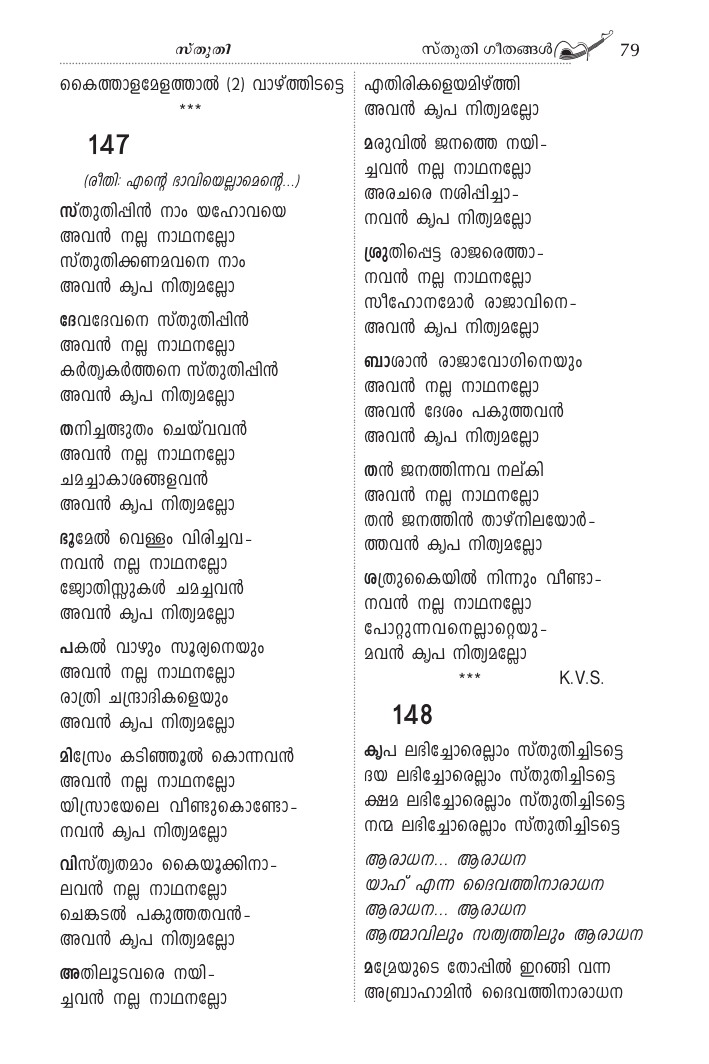 സ്തുതി
സ്തുതി ഗീതങ്ങൾ 79
കൈത്താളമേളത്താൽ (2) വാഴ്ത്തിടട്ടെ
***
147
(രീതി: എന്റെ ഭാവിയെല്ലാമെന്റെ...)
സ്തുതിപ്പിൻ നാം യഹോവയെ
അവൻ നല്ല നാഥനല്ലോ
സ്തുതിക്കണമവനെ നാം
അവൻ കൃപ നിത്യമല്ലോ
ദേവദേവനെ സ്തുതിപ്പിൻ
അവൻ നല്ല നാഥനല്ലോ
കർത്യകർത്തനെ സ്തുതിപ്പിൻ
അവൻ കൃപ നിത്യമല്ലോ
തനിച്ചത്ഭുതം ചെയ്‌വവൻ
അവൻ നല്ല നാഥനല്ലോ
ചമച്ചാകാശങ്ങളവൻ
അവൻ കൃപ നിത്യമല്ലോ
ഭൂമേൽ വെള്ളം വിരിച്ചവ-
നവൻ നല്ല നാഥനല്ലോ
ജ്യോതിസ്സുകൾ ചമച്ചവൻ
അവൻ കൃപ നിത്യമല്ലോ
പകൽ വാഴും സൂര്യനെയും
അവൻ നല്ല നാഥനല്ലോ
രാത്രി ചന്ദ്രാദികളെയും
അവൻ കൃപ നിത്യമല്ലോ
മിസ്രേം കടിഞ്ഞൂൽ കൊന്നവൻ
അവൻ നല്ല നാഥനല്ലോ
യിസ്രായേലെ വീണ്ടുകൊണ്ടോ-
നവൻ കൃപ നിത്യമല്ലോ
വിസ്തൃതമാം കൈയൂക്കിനാ-
ലവൻ നല്ല നാഥനല്ലോ
ചെങ്കടൽ പകുത്തതവൻ-
അവൻ കൃപ നിത്യമല്ലോ
അതിലൂടവരെ നയി-
ച്ചവൻ നല്ല നാഥനല്ലോ
എതിരികളെയമിഴ്ത്തി
അവൻ കൃപ നിത്യമല്ലോ
മരുവിൽ ജനത്തെ നയി-
ച്ചവൻ നല്ല നാഥനല്ലോ
അരചരെ നശിപ്പിച്ചാ-
നവൻ കൃപ നിത്യമല്ലോ
ശ്രുതിപ്പെട്ട രാജരെത്താ-
നവൻ നല്ല നാഥനല്ലോ
സീഹോനമോർ രാജാവിനെ-
അവൻ കൃപ നിത്യമല്ലോ
ബാശാൻ രാജാവോഗിനെയും
അവൻ നല്ല നാഥനല്ലോ
അവൻ ദേശം പകുത്തവൻ
അവൻ കൃപ നിത്യമല്ലോ
തൻ ജനത്തിന്നവ നല്കി
അവൻ നല്ല നാഥനല്ലോ
തൻ ജനത്തിൻ താഴ്നിലയോർ-
ത്തവൻ കൃപ നിത്യമല്ലോ
ശത്രുകൈയിൽ നിന്നും വീണ്ടാ-
നവൻ നല്ല നാഥനല്ലോ
പോറ്റുന്നവനെല്ലാറ്റെയു-
മവൻ കൃപ നിത്യമല്ലോ
*** K.V.S.
148
കൃപ ലഭിച്ചോരെല്ലാം സ്തുതിച്ചിടട്ടെ
ദയ ലഭിച്ചോരെല്ലാം സ്തുതിച്ചിടട്ടെ
ക്ഷമ ലഭിച്ചോരെല്ലാം സ്തുതിച്ചിടട്ടെ
നന്മ ലഭിച്ചോരെല്ലാം സ്തുതിച്ചിടട്ടെ
ആരാധന... ആരാധന
യാഹ് എന്ന ദൈവത്തിനാരാധന
ആരാധന... ആരാധന
ആത്മാവിലും സത്യത്തിലും ആരാധന
മമ്രേയുടെ തോപ്പിൽ ഇറങ്ങി വന്ന
അബ്രാഹാമിൻ ദൈവത്തിനാരാധന